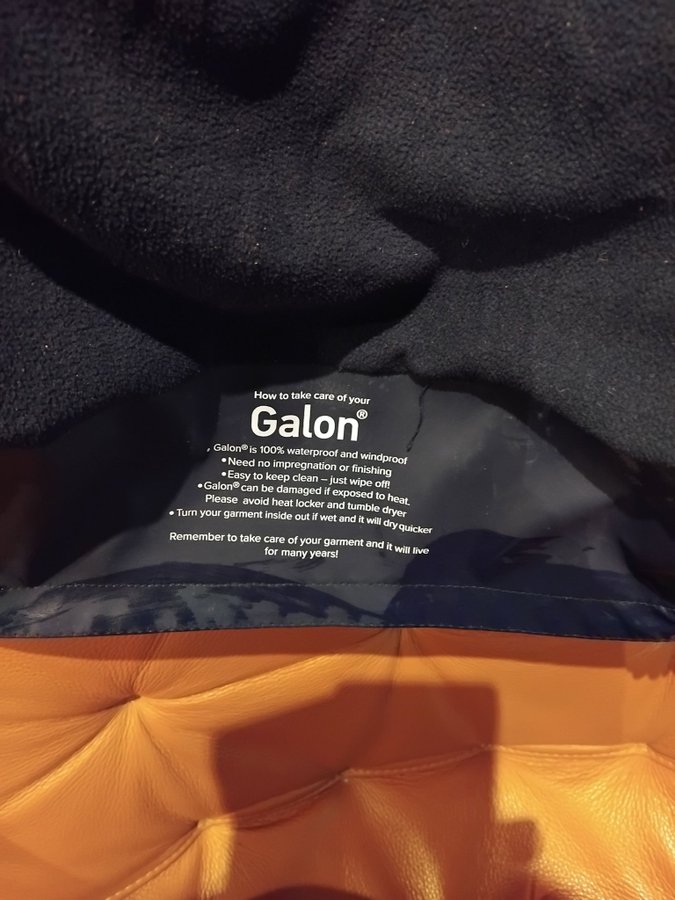 How to take care of your
Galon®
• Galon® is 100% waterproof and windproof
• Need no impregnation or finishing
• Easy to keep clean – just wipe off!
• Galon® can be damaged if exposed to heat.
Please avoid heat locker and tumble dryer
• Turn your garment inside out if wet and it will dry quicker
Remember to take care of your garment and it will live
for many years!